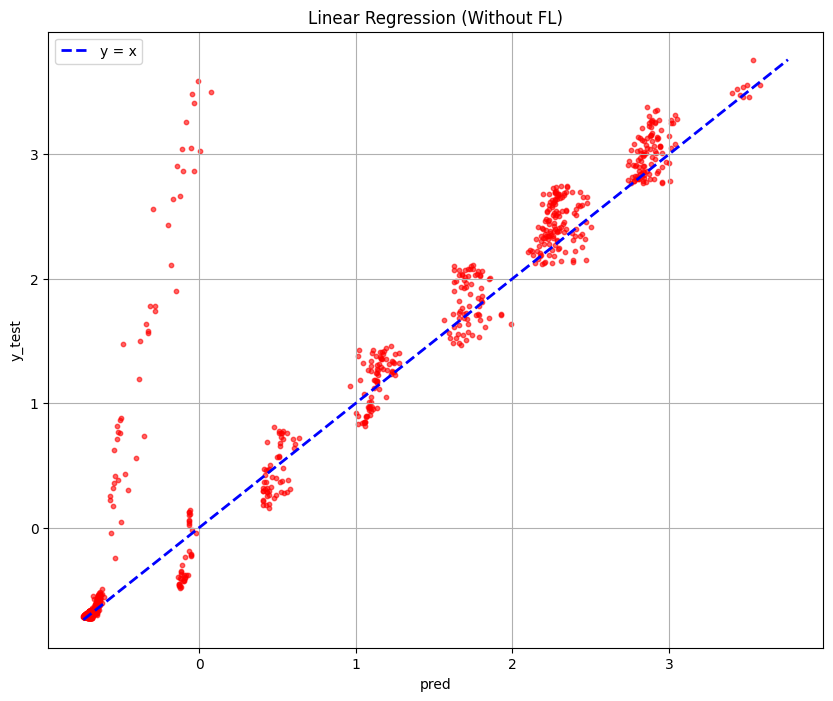 Linear Regression (Without FL)
y = x
y_test
3
2
1
0
0 1 2 3
pred